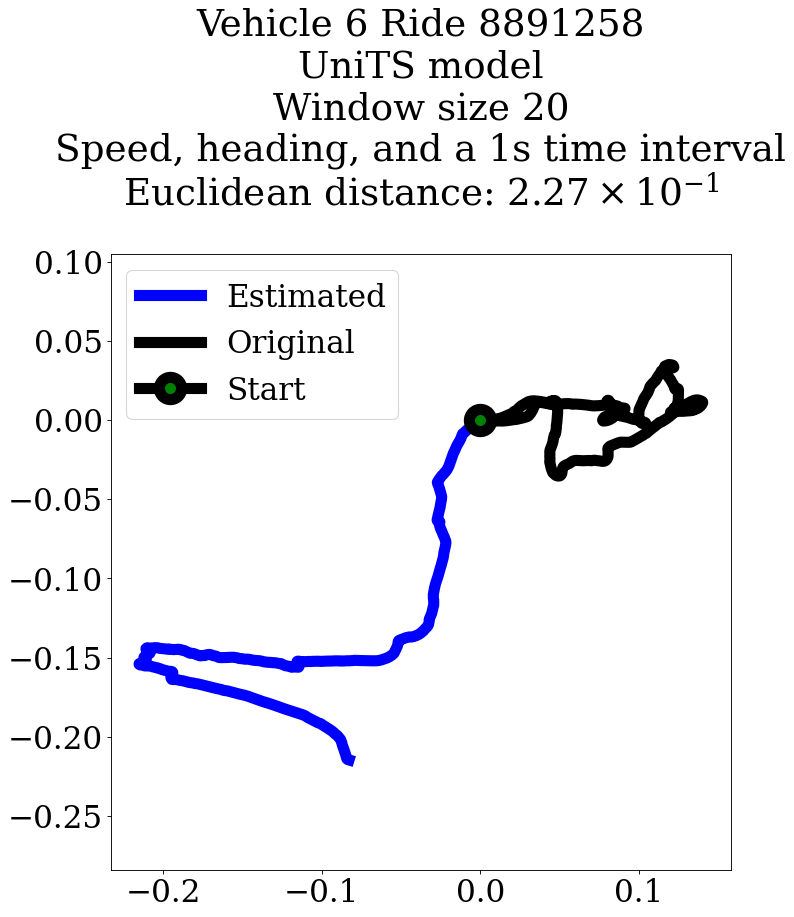 Vehicle 6 Ride 8891258
UniTS model
Window size 20
Speed, heading, and a 1s time interval
Euclidean distance: 2.27 × 10⁻¹
0.10
0.05
0.00
−0.05
−0.10
−0.15
−0.20
−0.25
Estimated
Original
Start
−0.2
−0.1
0.0
0.1